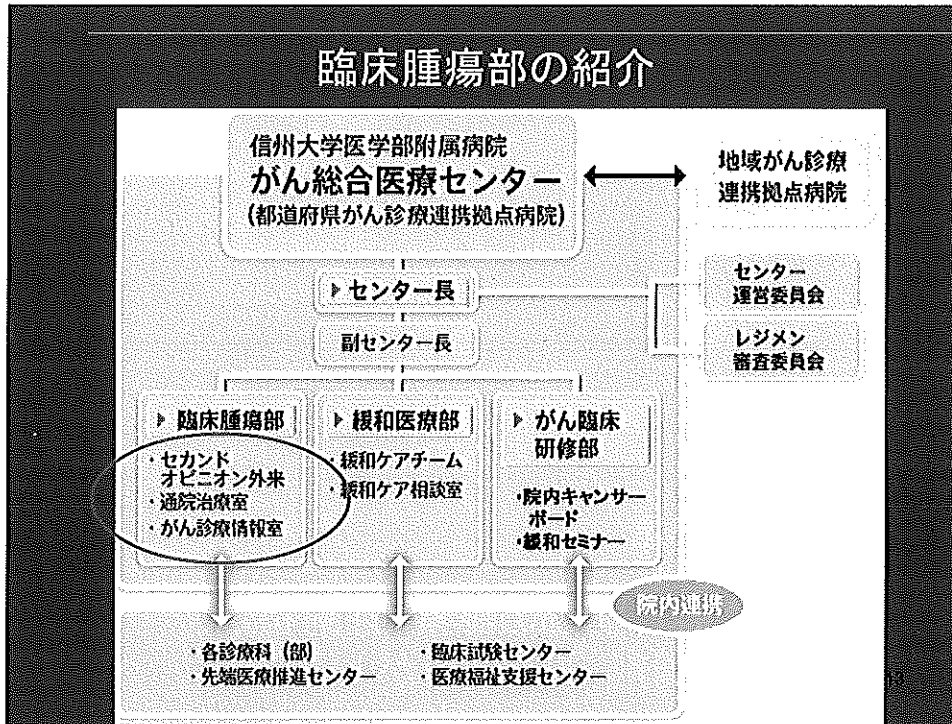 臨床腫瘍部の紹介
信州大学医学部附属病院
がん総合医療センター
(都道府県がん診療連携拠点病院)
地域がん診療
連携拠点病院
センター長
センター
運営委員会
副センター長
レジメン
審査委員会
臨床腫瘍部
・セカンド
オピニオン外来
・通院治療室
・がん診療情報室
緩和医療部
・緩和ケアチーム
・緩和ケア相談室
がん臨床
研修部
・院内キャンサー
ボード
・緩和セミナー
院内連携
・各診療科（部）
・先端医療推進センター
・臨床試験センター
・医療福祉支援センター